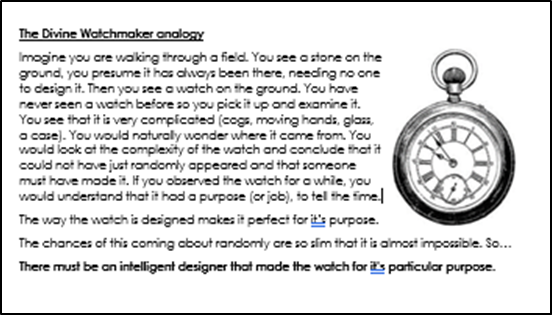 The Divine Watchmaker analogy
Imagine you are walking through a field. You see a stone on the
ground, you presume it has always been there, needing no one
to design it. Then you see a watch on the ground. You have
never seen a watch before so you pick it up and examine it.
You see that it is very complicated (cogs, moving hands, glass,
a case). You would naturally wonder where it came from. You
would look at the complexity of the watch and conclude that it
could not have just randomly appeared and that someone
must have made it. If you observed the watch for a while, you
would understand that it had a purpose (or job), to tell the time.
The way the watch is designed makes it perfect for it's purpose.
The chances of this coming about randomly are so slim that it is almost impossible. So...
There must be an intelligent designer that made the watch for it's particular purpose.